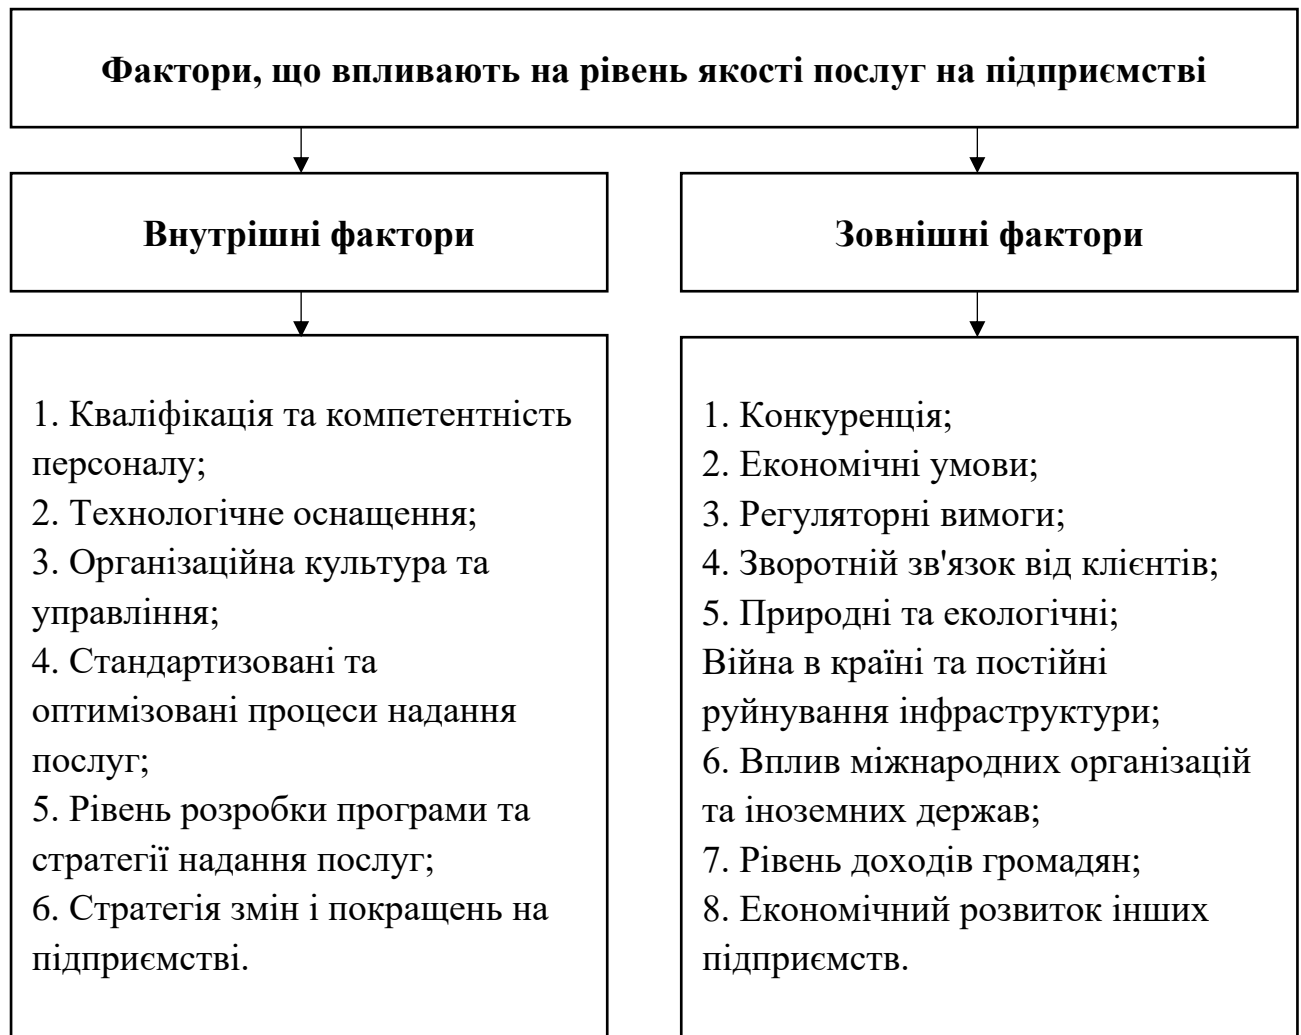 Фактори, що впливають на рівень якості послуг на підприємстві
Внутрішні фактори
1. Кваліфікація та компетентність
персоналу;
2. Технологічне оснащення;
3. Організаційна культура та
управління;
4. Стандартизовані та
оптимізовані процеси надання
послуг;
5. Рівень розробки програми та
стратегії надання послуг;
6. Стратегія змін і покращень на
підприємстві.
Зовнішні фактори
1. Конкуренція;
2. Економічні умови;
3. Регуляторні вимоги;
4. Зворотній зв'язок від клієнтів;
5. Природні та екологічні;
Війна в країні та постійні
руйнування інфраструктури;
6. Вплив міжнародних організацій
та іноземних держав;
7. Рівень доходів громадян;
8. Економічний розвиток інших
підприємств.